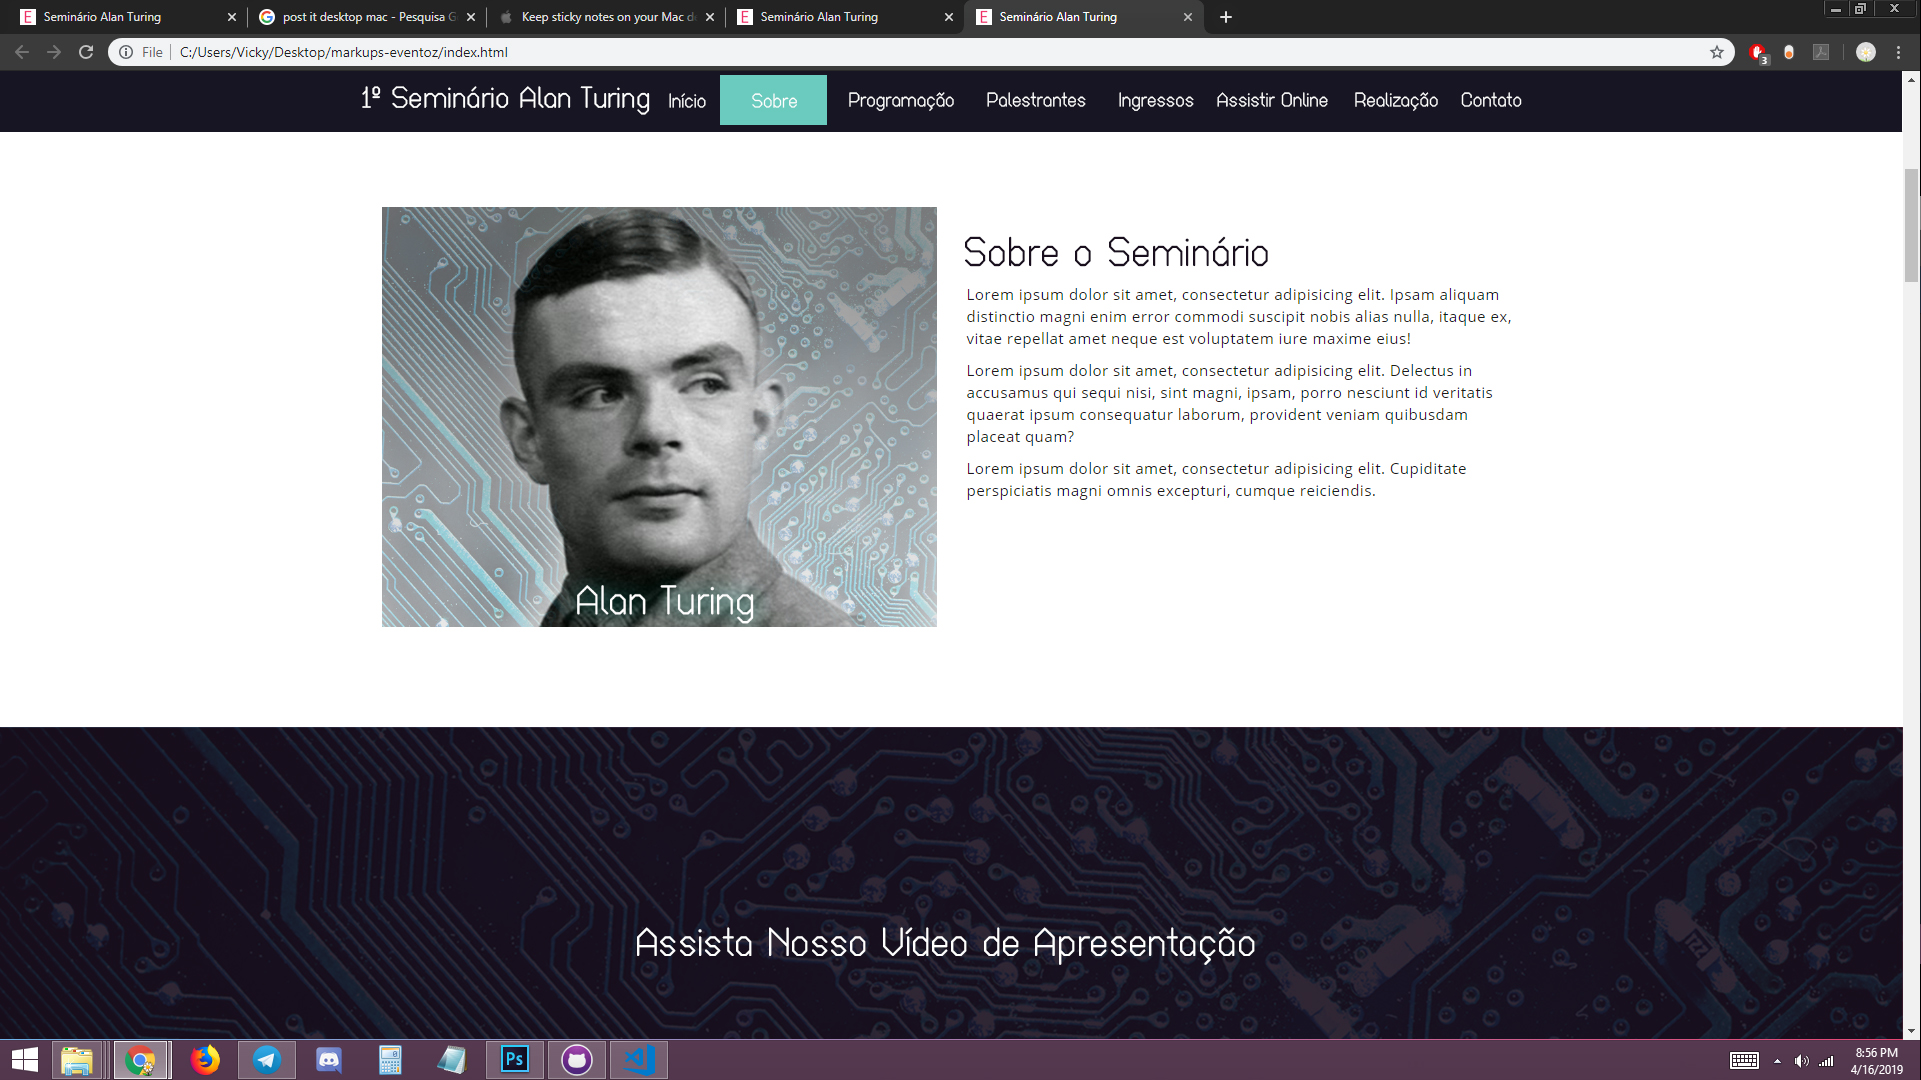 Seminário Alan Turing
post it desktop mac - Pesquisa G
Keep sticky notes on your Mac d
Seminário Alan Turing
Seminário Alan Turing
File
C:/Users/Vicky/Desktop/markups-eventoz/index.html
3
1º Seminário Alan Turing
Início
Sobre
Programação
Palestrantes
Ingressos
Assistir Online
Realização
Contato
Sobre o Seminário
Lorem ipsum dolor sit amet, consectetur adipisicing elit. Ipsam aliquam
distinctio magni enim error commodi suscipit nobis alias nulla, itaque ex,
vitae repellat amet neque est voluptatem iure maxime eius!
Lorem ipsum dolor sit amet, consectetur adipisicing elit. Delectus in
accusamus qui sequi nisi, sint magni, ipsam, porro nesciunt id veritatis
quaerat ipsum consequatur laborum, provident veniam quibusdam
placeat quam?
Lorem ipsum dolor sit amet, consectetur adipisicing elit. Cupiditate
perspiciatis magni omnis excepturi, cumque reiciendis.
Alan Turing
Assista Nosso Vídeo de Apresentação
Ps
8:56 PM
4/16/2019